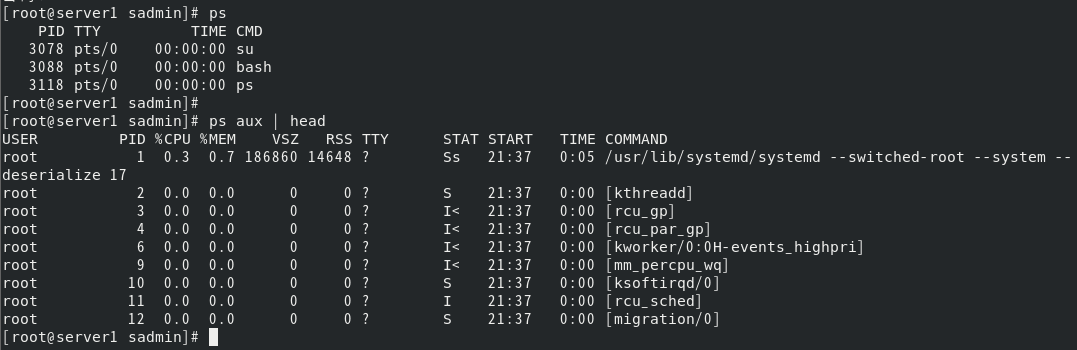 [root@server1 sadmin]# ps
    PID TTY          TIME CMD
   3078 pts/0    00:00:00 su
   3088 pts/0    00:00:00 bash
   3118 pts/0    00:00:00 ps
[root@server1 sadmin]#
[root@server1 sadmin]# ps aux | head
USER         PID %CPU %MEM    VSZ   RSS TTY      STAT START   TIME COMMAND
root           1  0.3  0.7 186860 14648 ?        Ss   21:37   0:05 /usr/lib/systemd/systemd --switched-root --system --
deserialize 17
root           2  0.0  0.0      0     0 ?        S    21:37   0:00 [kthreadd]
root           3  0.0  0.0      0     0 ?        I<   21:37   0:00 [rcu_gp]
root           4  0.0  0.0      0     0 ?        I<   21:37   0:00 [rcu_par_gp]
root           6  0.0  0.0      0     0 ?        I<   21:37   0:00 [kworker/0:0H-events_highpri]
root           9  0.0  0.0      0     0 ?        I<   21:37   0:00 [mm_percpu_wq]
root          10  0.0  0.0      0     0 ?        S    21:37   0:00 [ksoftirqd/0]
root          11  0.0  0.0      0     0 ?        I    21:37   0:00 [rcu_sched]
root          12  0.0  0.0      0     0 ?        S    21:37   0:00 [migration/0]
[root@server1 sadmin]#